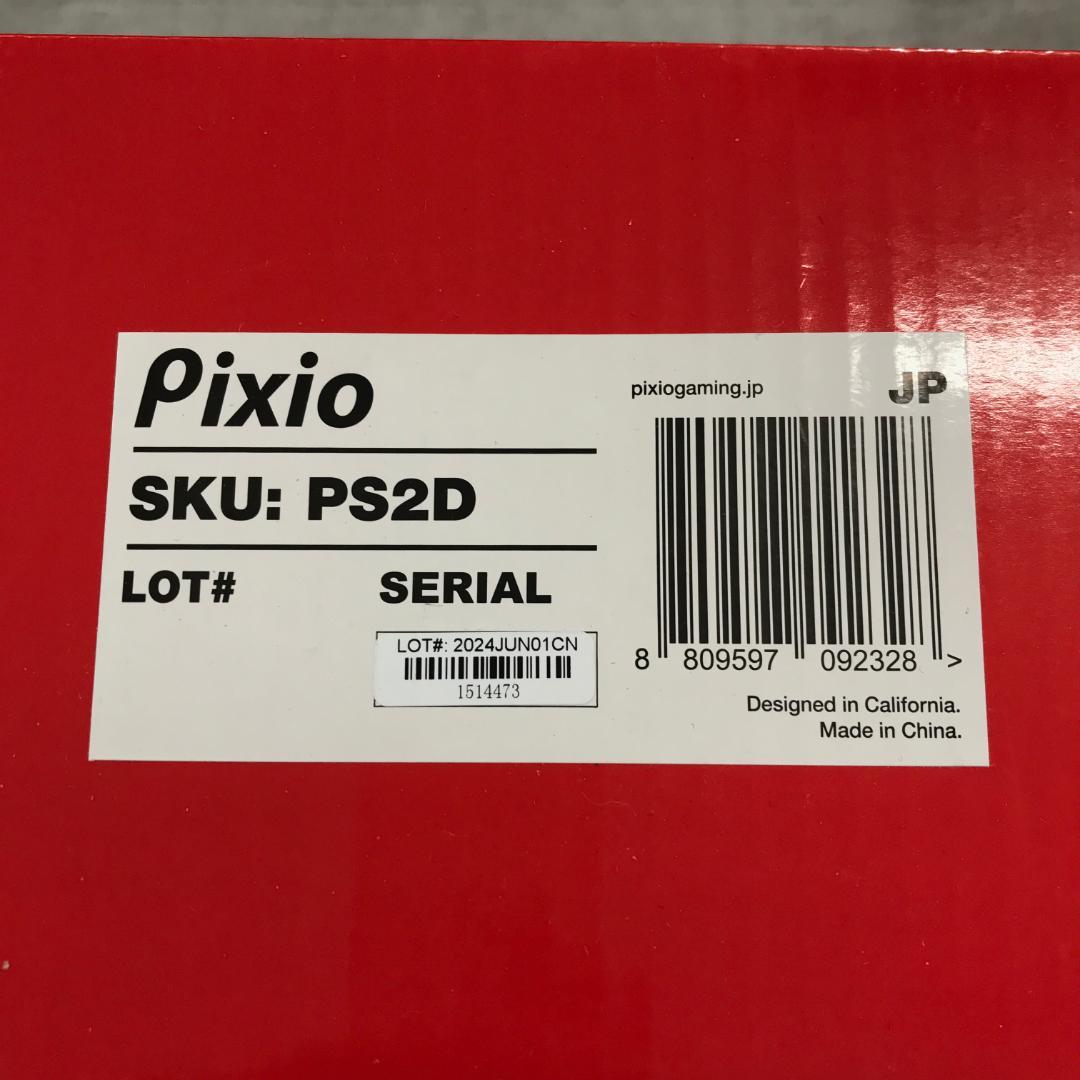 Pixio
SKU: PS2D
LOT# SERIAL
LOT#: 2024JUN01CN
1514473
pixiogaming.jp JP
8 809597 092328 >
Designed in California.
Made in China.